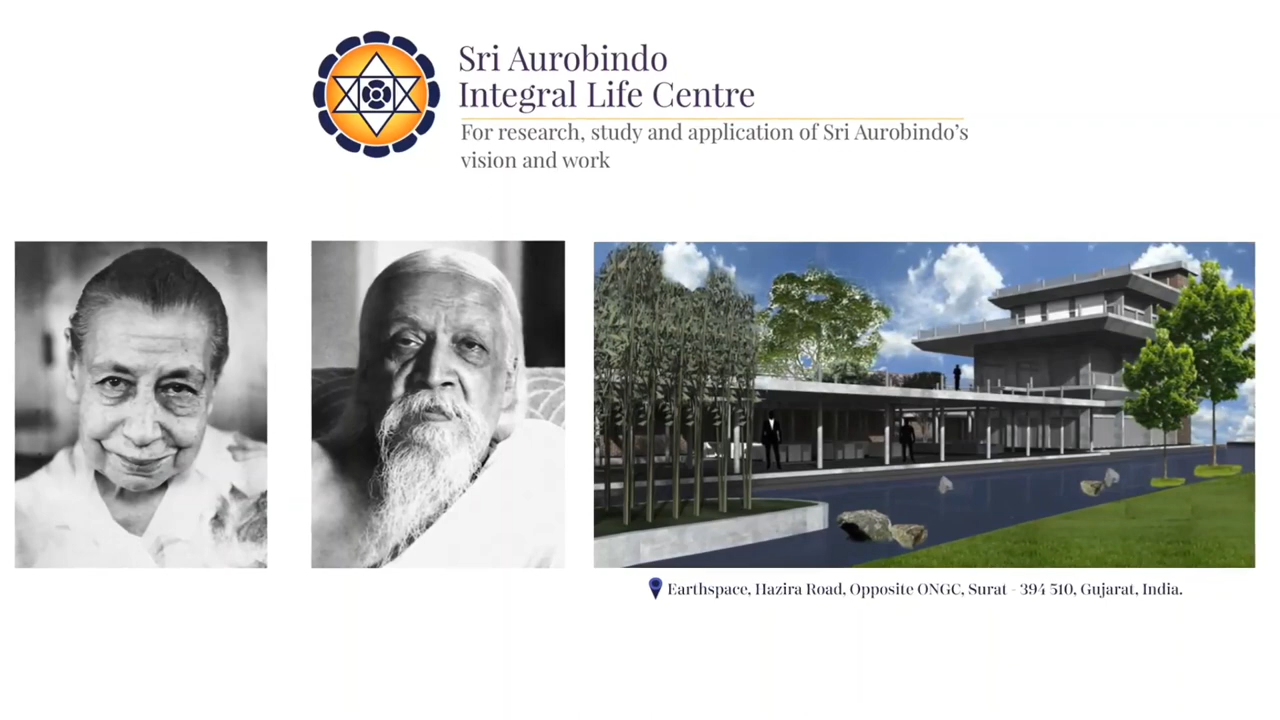 Sri Aurobindo
Integral Life Centre
For research, study and application of Sri Aurobindo's
vision and work
Earthspace, Hazira Road, Opposite ONGC, Surat - 394 510, Gujarat, India.